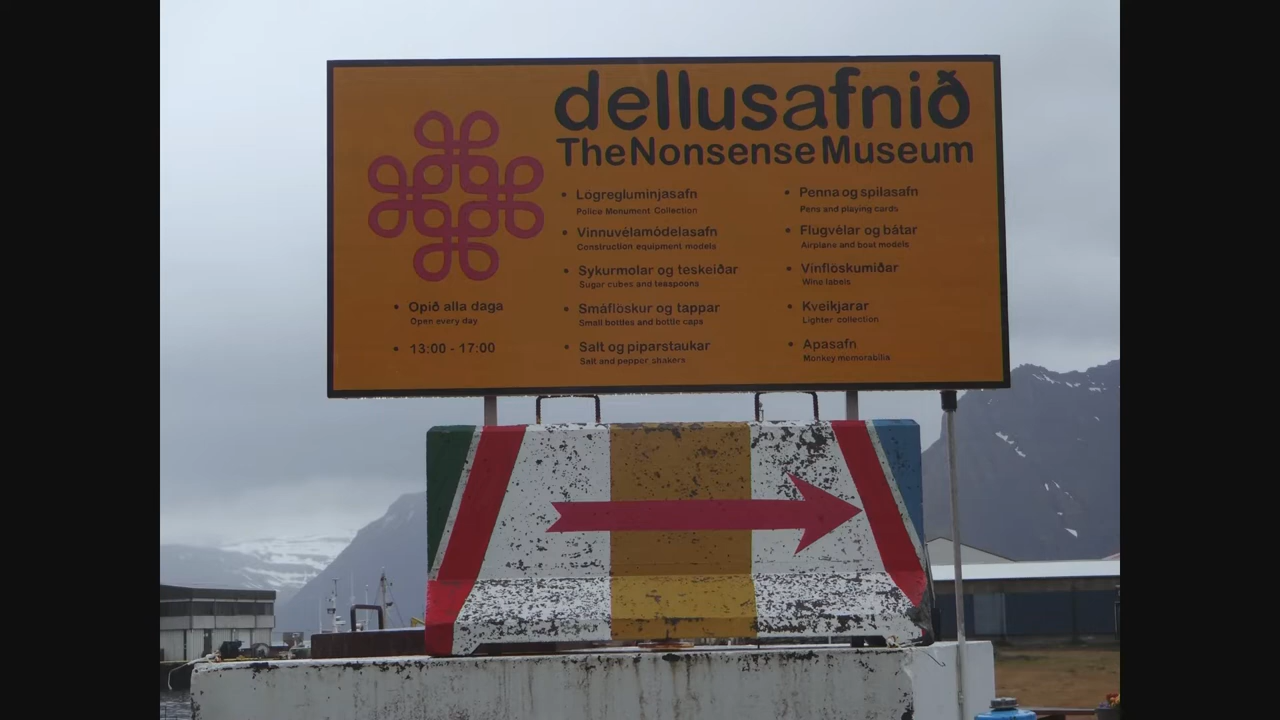 dellusafnið
The Nonsense Museum
• Lögregluminjasafn
Police Monument Collection
• Vinnuvélamódelasafn
Construction equipment models
• Sykurmolar og teskeiðar
Sugar cubes and teaspoons
• Smáflöskur og tappar
Small bottles and bottle caps
• Salt og piparstaukar
Salt and pepper shakers
• Penna og spilasafn
Pens and playing cards
• Flugvélar og bátar
Airplane and boat models
• Vínflöskumiðar
Wine labels
• Kveikjarar
Lighter collection
• Apasafn
Monkey memorabilia
• Opið alla daga
Open every day
• 13:00 - 17:00